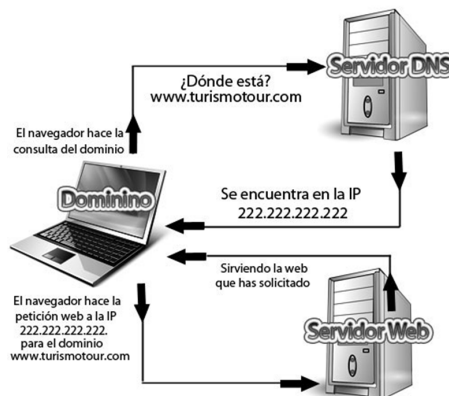 ¿Dónde está?
www.turismotour.com
Servidor DNS
El navegador hace la
consulta del dominio
Dominino
Se encuentra en la IP
222.222.222.222
Sirviendo la web
que has solicitado
El navegador hace la
petición web a la IP
222.222.222.222.
para el dominio
www.turismotour.com
Servidor Web